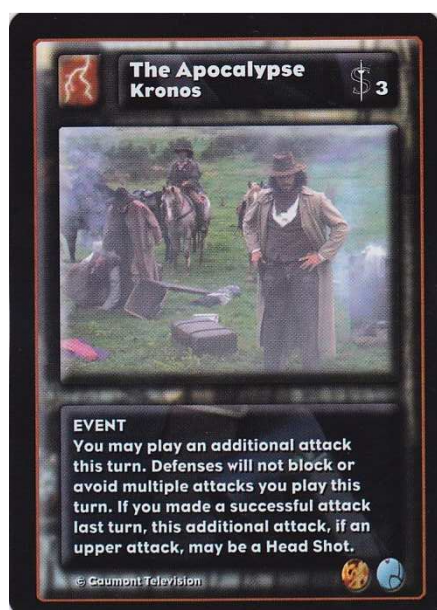 The Apocalypse
Kronos
3
EVENT
You may play an additional attack
this turn. Defenses will not block or
avoid multiple attacks you play this
turn. If you made a successful attack
last turn, this additional attack, if an
upper attack, may be a Head Shot.
© Gaumont Television